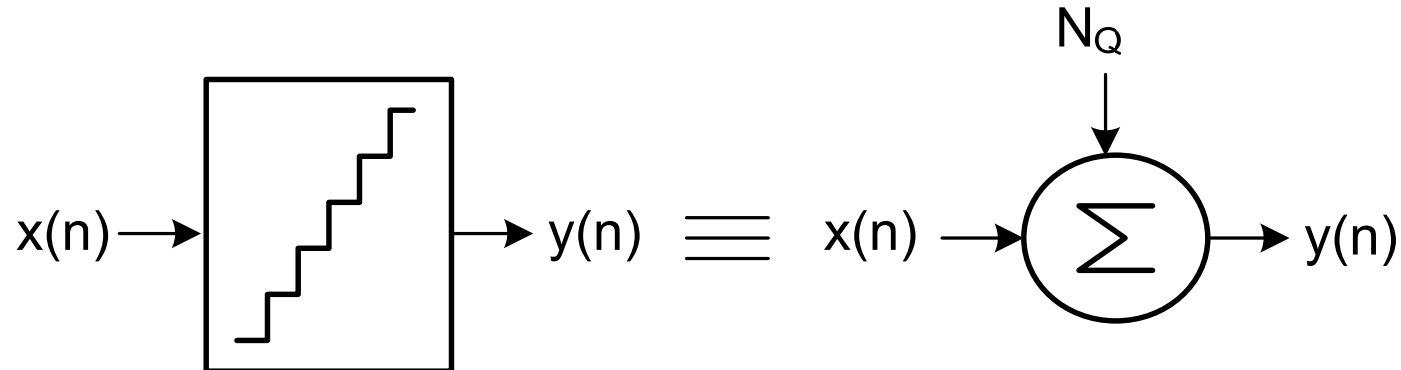 N_Q
x(n) y(n) ≡ x(n) Σ y(n)